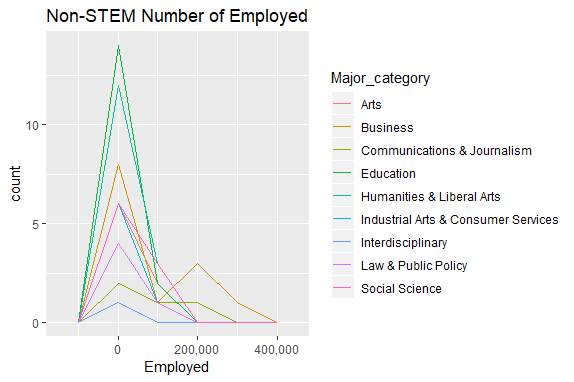 Non-STEM Number of Employed
count
10
5
0
0
200,000
400,000
Employed
Major_category
Arts
Business
Communications & Journalism
Education
Humanities & Liberal Arts
Industrial Arts & Consumer Services
Interdisciplinary
Law & Public Policy
Social Science